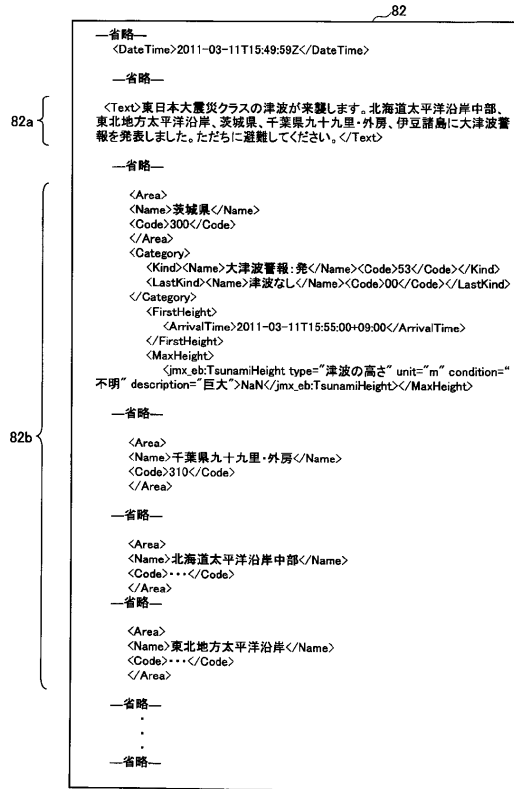 82
—省略—
<DateTime>2011-03-11T15:49:59Z</DateTime>
—省略—
82a
<Text>東日本大震災クラスの津波が来襲します。北海道太平洋沿岸中部、
東北地方太平洋沿岸、茨城県、千葉県九十九里・外房、伊豆諸島に大津波警
報を発表しました。ただちに避難してください。</Text>
—省略—
82b
<Area>
<Name>茨城県</Name>
<Code>300</Code>
</Area>
<Category>
<Kind><Name>大津波警報:発</Name><Code>53</Code></Kind>
<LastKind><Name>津波なし</Name><Code>00</Code></LastKind>
</Category>
<FirstHeight>
<ArrivalTime>2011-03-11T15:55:00+09:00</ArrivalTime>
</FirstHeight>
<MaxHeight>
<jmx_eb:TsunamiHeight type="津波の高さ" unit="m" condition="
不明" description="巨大">NaN</jmx_eb:TsunamiHeight></MaxHeight>
—省略—
<Area>
<Name>千葉県九十九里・外房</Name>
<Code>310</Code>
</Area>
—省略—
<Area>
<Name>北海道太平洋沿岸中部</Name>
<Code>・・・</Code>
</Area>
—省略—
<Area>
<Name>東北地方太平洋沿岸</Name>
<Code>・・・</Code>
</Area>
—省略—
・
・
・
—省略—